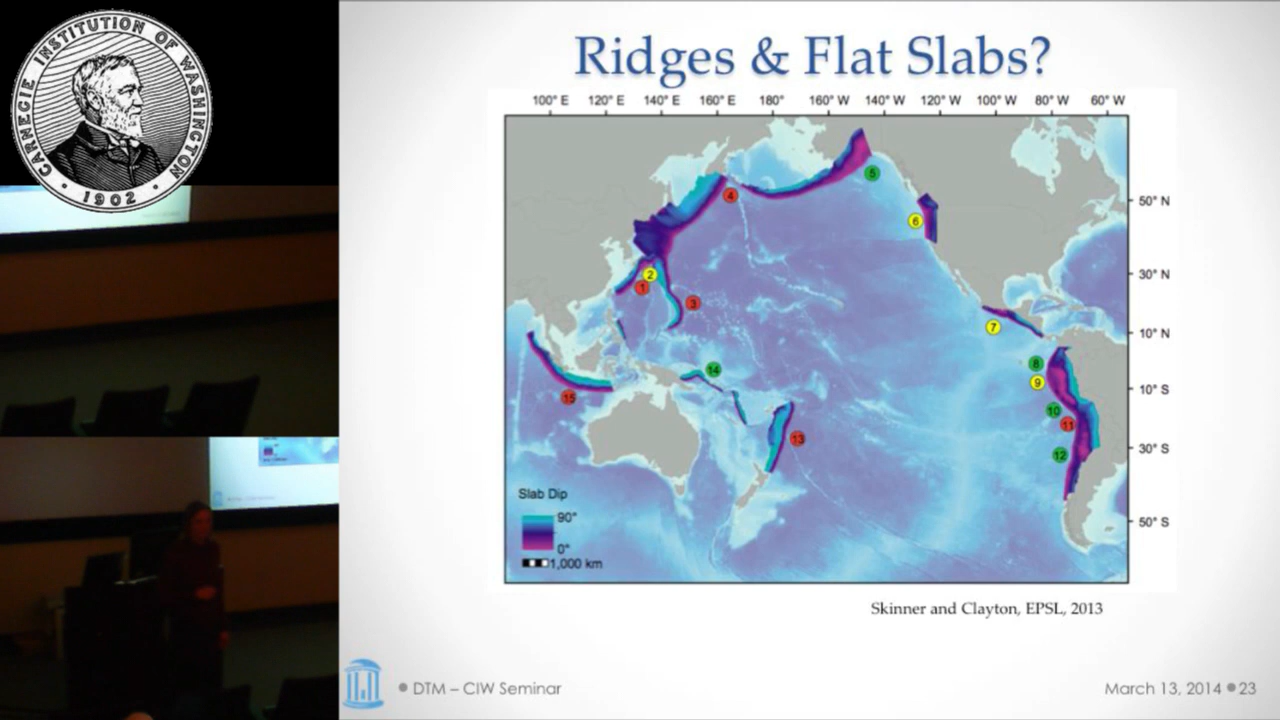 CARNEGIE INSTITUTION OF WASHINGTON
· 1902 ·
Ridges & Flat Slabs?
100° E 120° E 140° E 160° E 180° 160° W 140° W 120° W 100° W 80° W 60° W
5
4
50° N
6
2
30° N
1
3
7
10° N
8
14
9
10° S
15
10
11
13
12
30° S
Slab Dip
90°
50° S
0°
1,000 km
Skinner and Clayton, EPSL, 2013
DTM – CIW Seminar
March 13, 2014 • 23